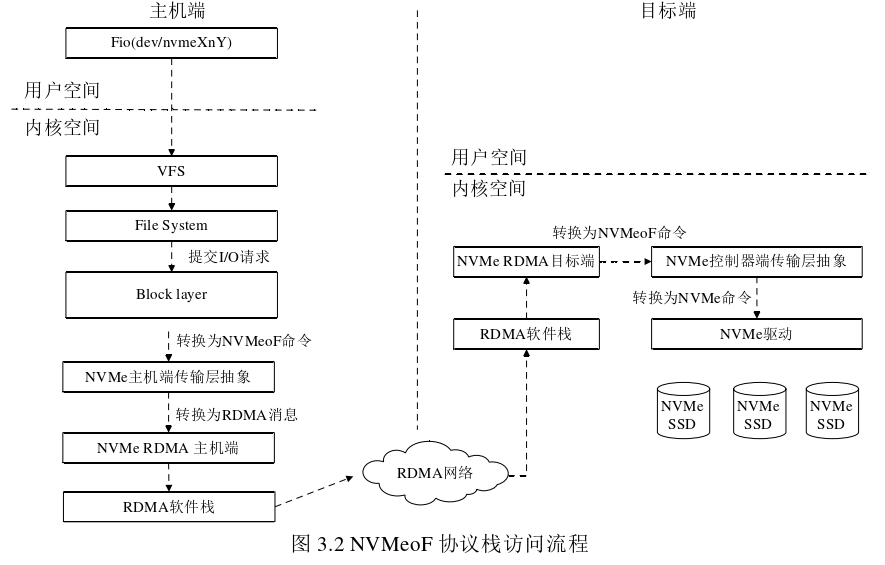 主机端
Fio(dev/nvmeXnY)
用户空间
内核空间
VFS
File System
提交I/O请求
Block layer
转换为NVMeoF命令
NVMe主机端传输层抽象
转换为RDMA消息
NVMe RDMA 主机端
RDMA软件栈
RDMA网络
目标端
用户空间
内核空间
转换为NVMeoF命令
NVMe RDMA目标端
NVMe控制器端传输层抽象
转换为NVMe命令
RDMA软件栈
NVMe驱动
NVMe
SSD
NVMe
SSD
NVMe
SSD
图 3.2 NVMeoF 协议栈访问流程